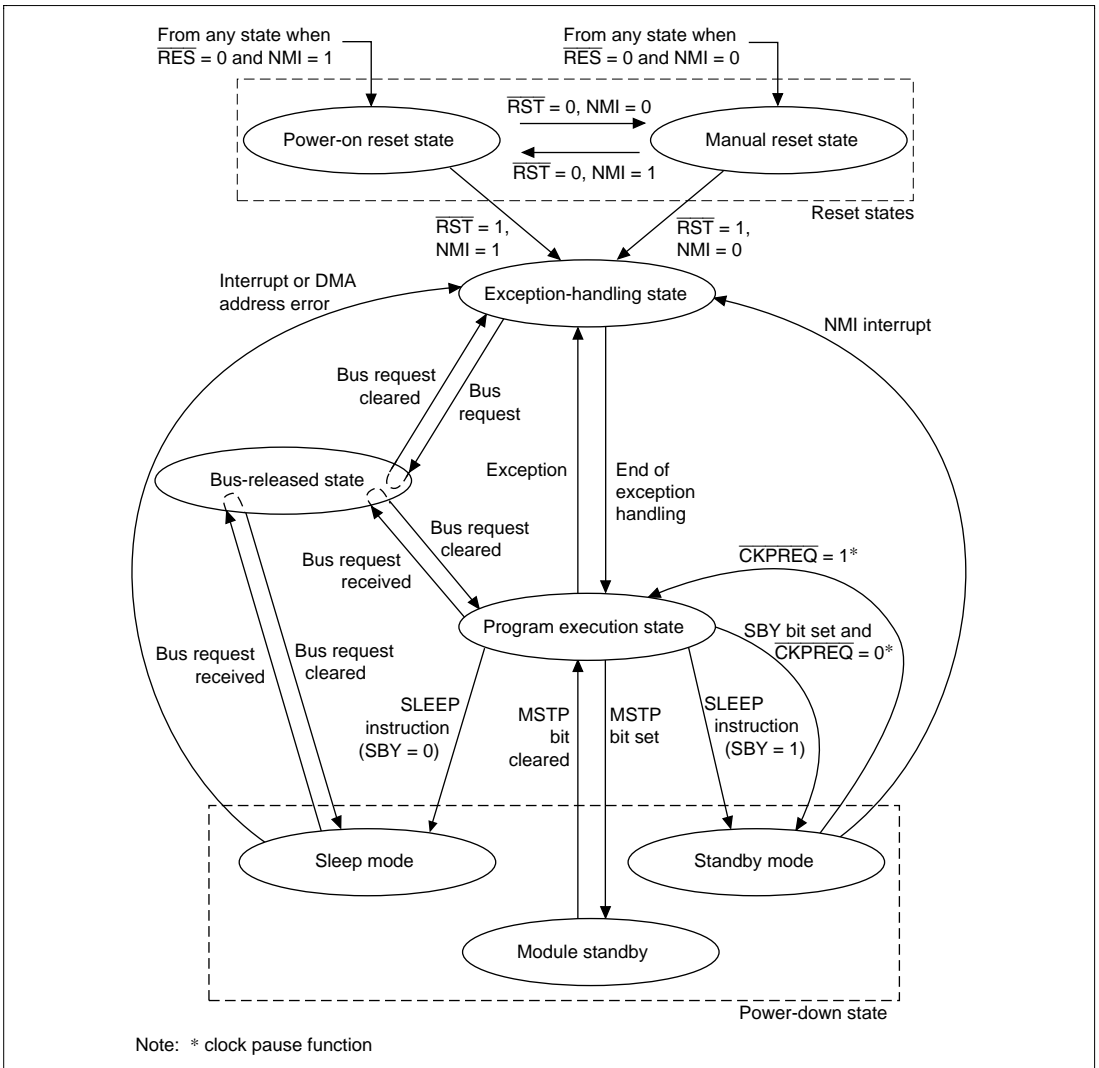 From any state when
RES = 0 and NMI = 1
From any state when
RES = 0 and NMI = 0
RST = 0, NMI = 0
Power-on reset state
Manual reset state
RST = 0, NMI = 1
Reset states
RST = 1,
NMI = 1
RST = 1,
NMI = 0
Interrupt or DMA
address error
Exception-handling state
NMI interrupt
Bus request
cleared
Bus
request
Bus-released state
Exception
End of
exception
handling
Bus request
cleared
Bus request
received
CKPREQ = 1*
Program execution state
SBY bit set and
CKPREQ = 0*
Bus request
received
Bus request
cleared
SLEEP
instruction
(SBY = 0)
MSTP
bit
cleared
MSTP
bit set
SLEEP
instruction
(SBY = 1)
Sleep mode
Standby mode
Module standby
Power-down state
Note: * clock pause function